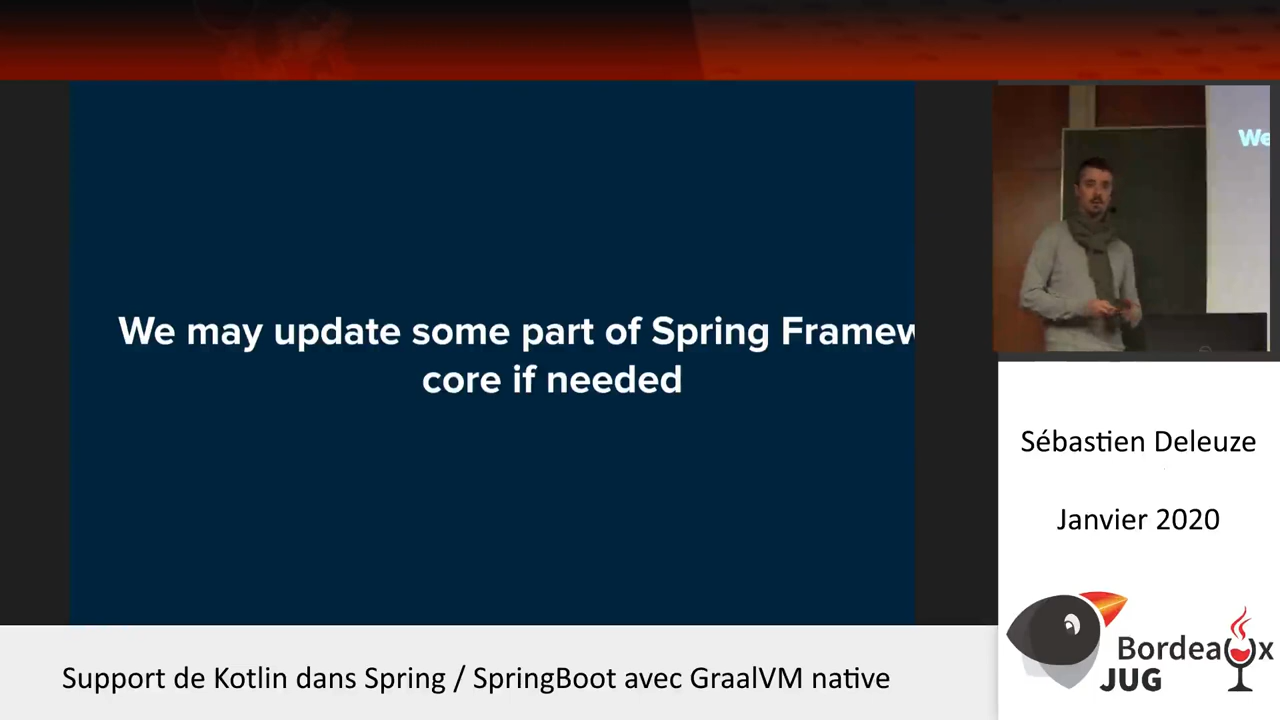 We may update some part of Spring Framew
core if needed
We
Sébastien Deleuze
Janvier 2020
Bordeaux
JUG
Support de Kotlin dans Spring / SpringBoot avec GraalVM native